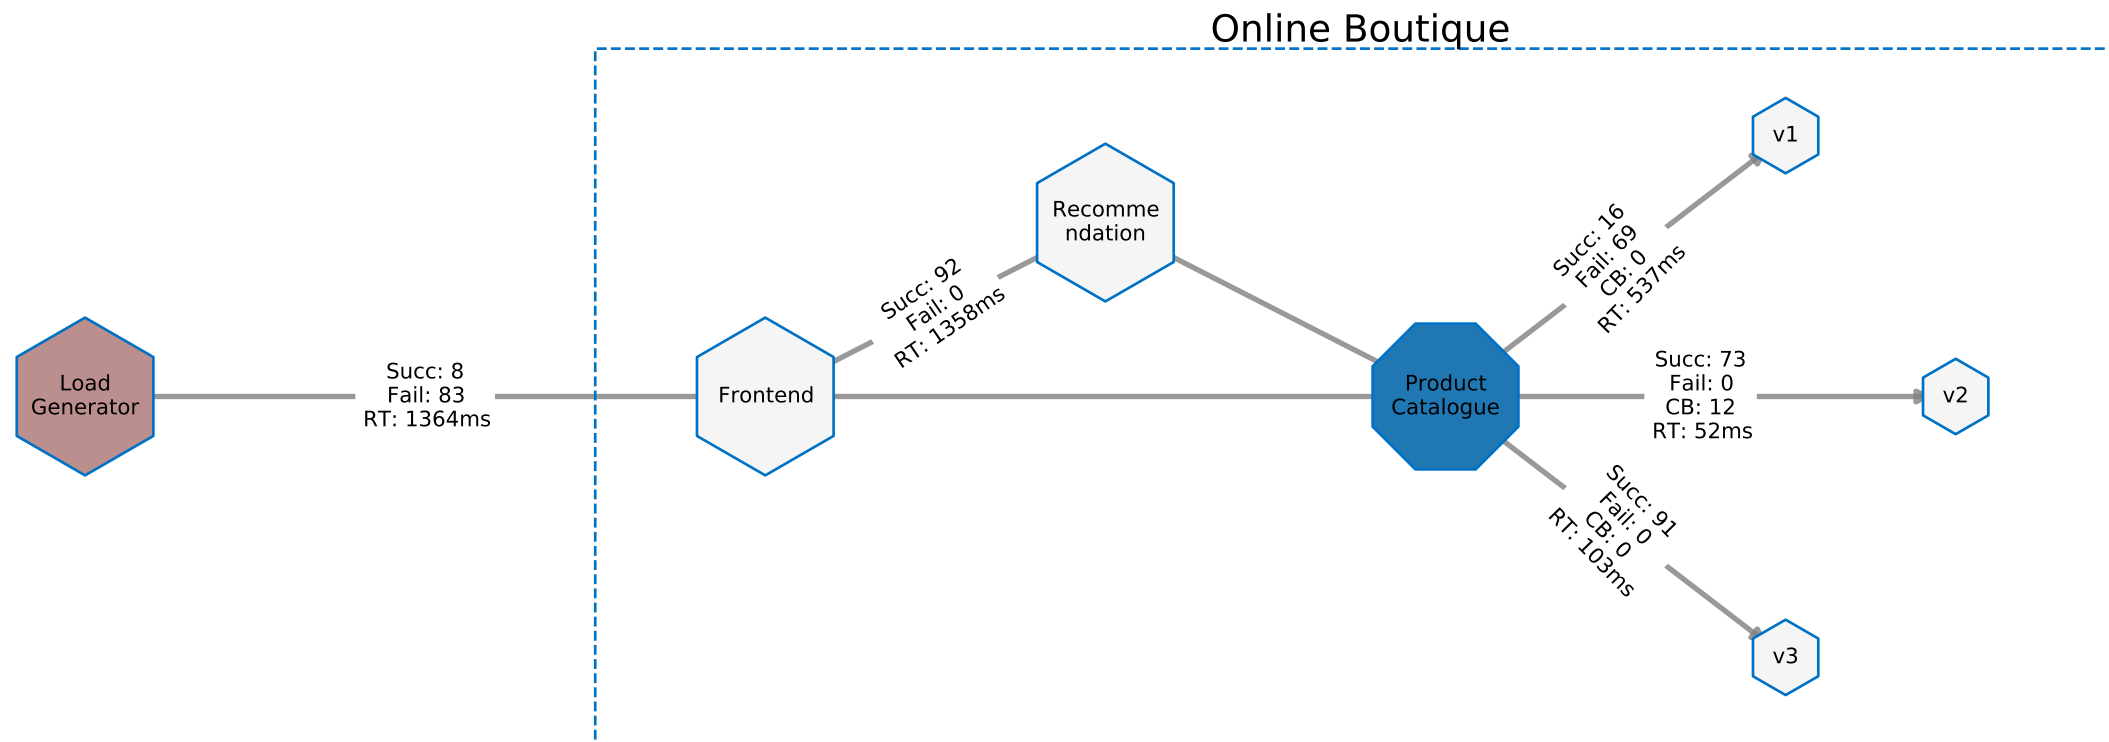 Online Boutique
Load
Generator
Succ: 8
Fail: 83
RT: 1364ms
Frontend
Succ: 92
Fail: 0
RT: 1358ms
Recomme
ndation
Product
Catalogue
Succ: 16
Fail: 69
CB: 0
RT: 537ms
v1
Succ: 73
Fail: 0
CB: 12
RT: 52ms
v2
Succ: 91
Fail: 0
CB: 0
RT: 103ms
v3